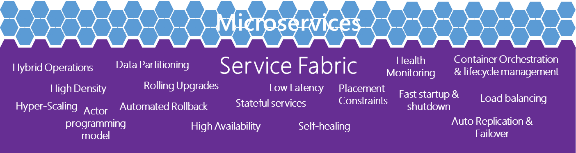 Microservices
Service Fabric
Hybrid Operations
Data Partitioning
Health
Monitoring
Container Orchestration
& lifecycle management
High Density
Rolling Upgrades
Low Latency
Placement
Constraints
Fast startup &
shutdown
Load balancing
Hyper-Scaling
Actor
programming
model
Automated Rollback
Stateful services
High Availability
Self-healing
Auto Replication &
Failover